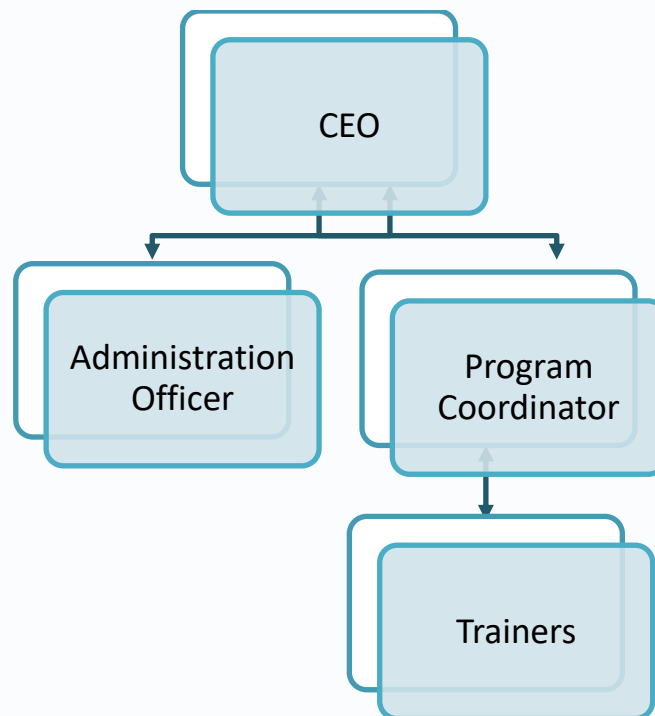 CEO
Administration
Officer
Program
Coordinator
Trainers